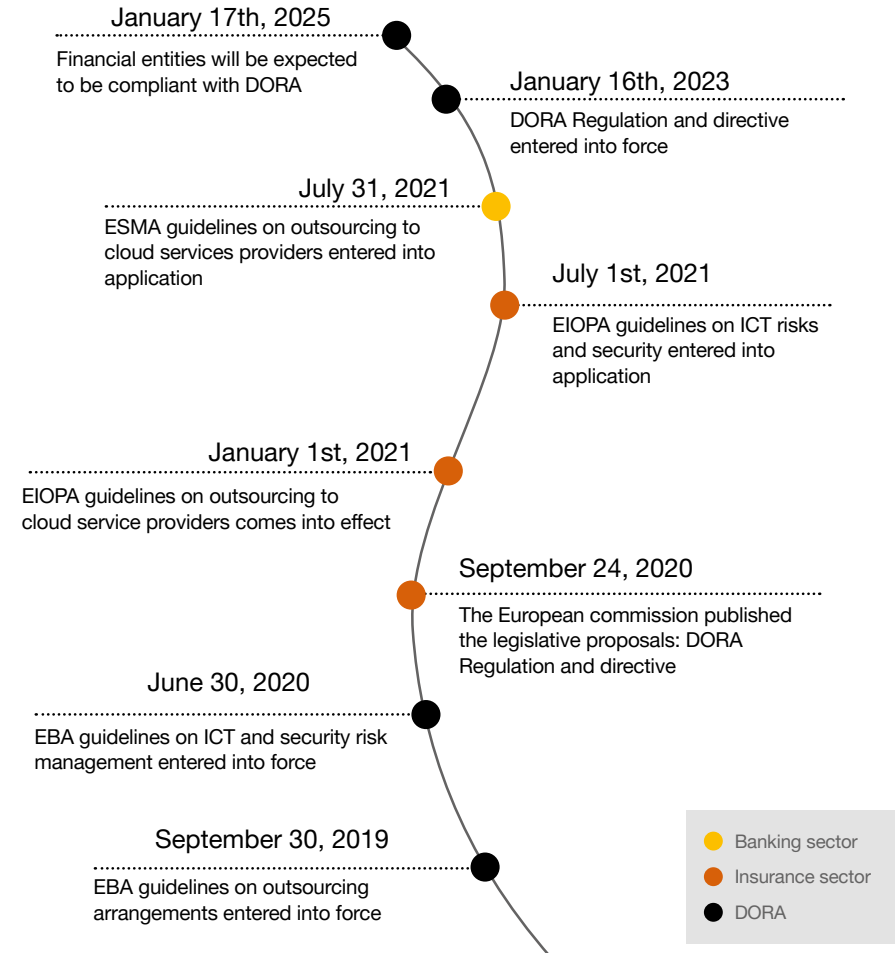 January 17th, 2025
Financial entities will be expected
to be compliant with DORA
January 16th, 2023
DORA Regulation and directive
entered into force
July 31, 2021
ESMA guidelines on outsourcing to
cloud services providers entered into
application
July 1st, 2021
EIOPA guidelines on ICT risks
and security entered into
application
January 1st, 2021
EIOPA guidelines on outsourcing to
cloud service providers comes into effect
September 24, 2020
The European commission published
the legislative proposals: DORA
Regulation and directive
June 30, 2020
EBA guidelines on ICT and security risk
management entered into force
September 30, 2019
EBA guidelines on outsourcing
arrangements entered into force
Banking sector
Insurance sector
DORA